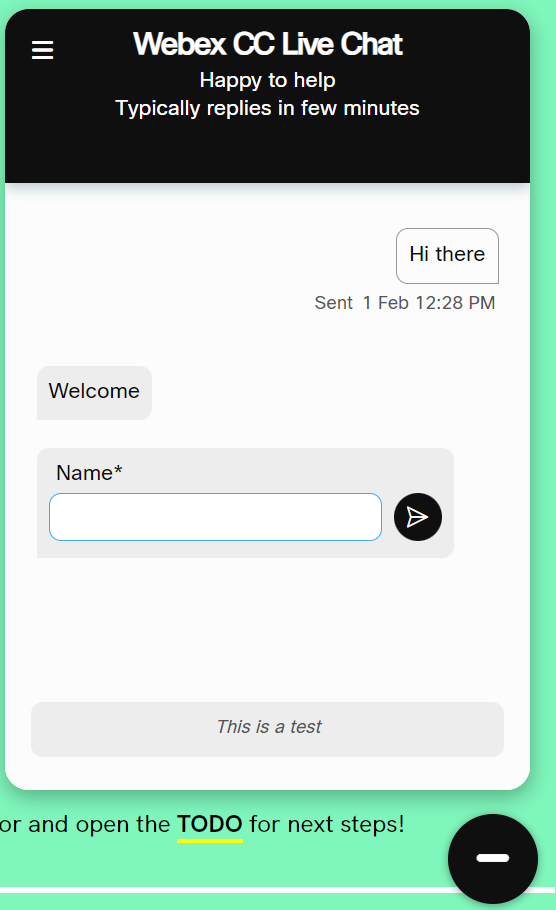 Webex CC Live Chat
Happy to help
Typically replies in few minutes
Hi there
Sent 1 Feb 12:28 PM
Welcome
Name*
This is a test
or and open the TODO for next steps!